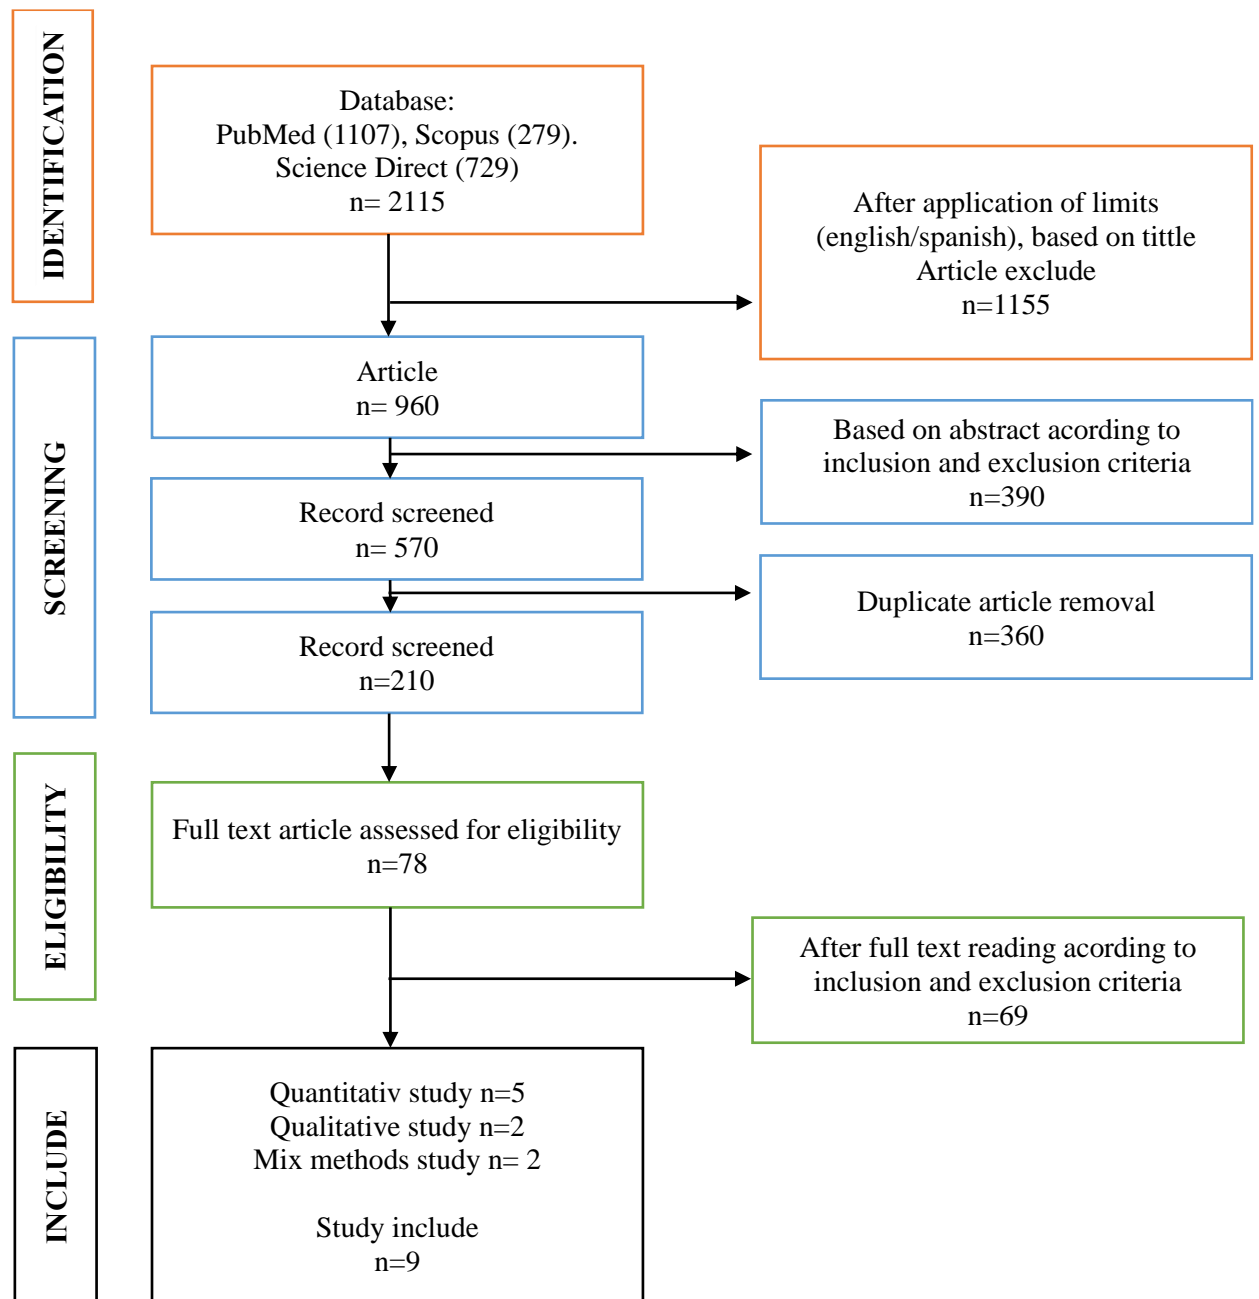 IDENTIFICATION
Database:
PubMed (1107), Scopus (279).
Science Direct (729)
n= 2115
After application of limits
(english/spanish), based on tittle
Article exclude
n=1155
SCREENING
Article
n= 960
Based on abstract acording to
inclusion and exclusion criteria
n=390
Record screened
n= 570
Duplicate article removal
n=360
Record screened
n=210
ELIGIBILITY
Full text article assessed for eligibility
n=78
After full text reading acording to
inclusion and exclusion criteria
n=69
INCLUDE
Quantitativ study n=5
Qualitative study n=2
Mix methods study n= 2
Study include
n=9